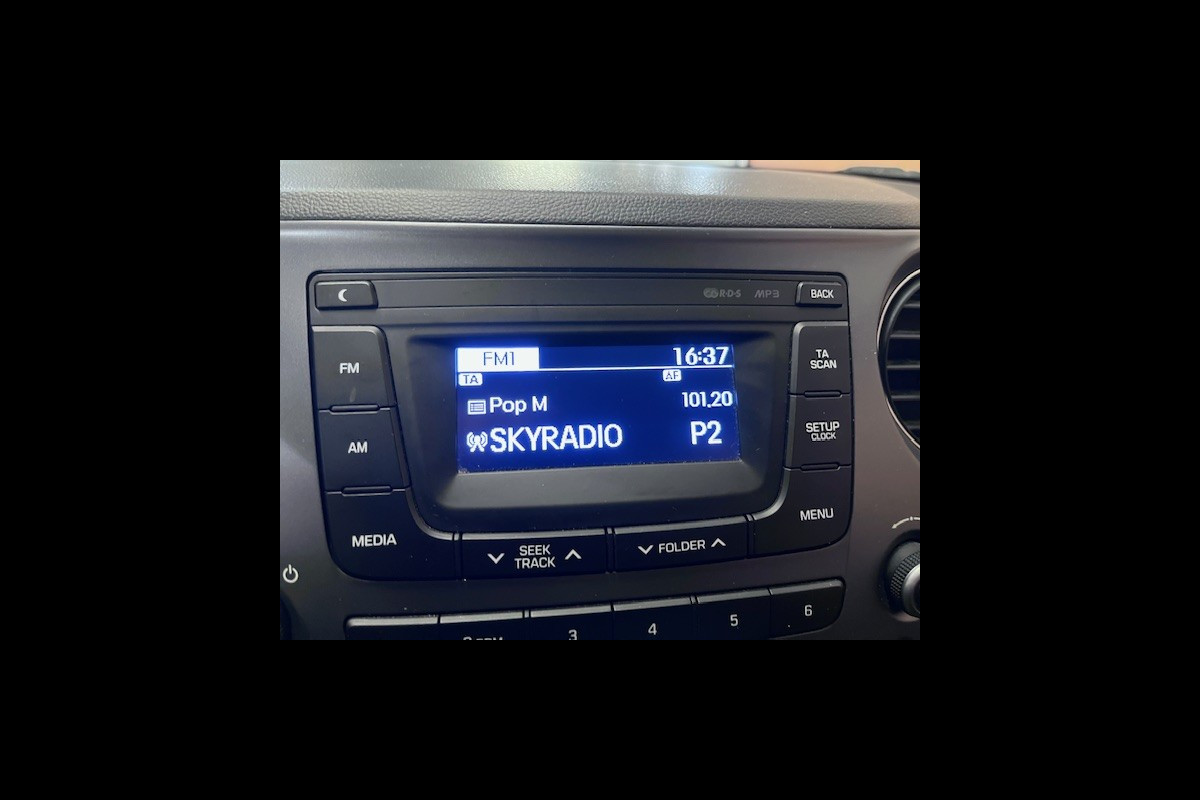 R·D·S MP3 BACK
FM
AM
MEDIA
FM1 16:37
TA AF
Pop M 101,20
SKYRADIO P2
TA
SCAN
SETUP
CLOCK
MENU
SEEK
TRACK
FOLDER
3 4 5 6